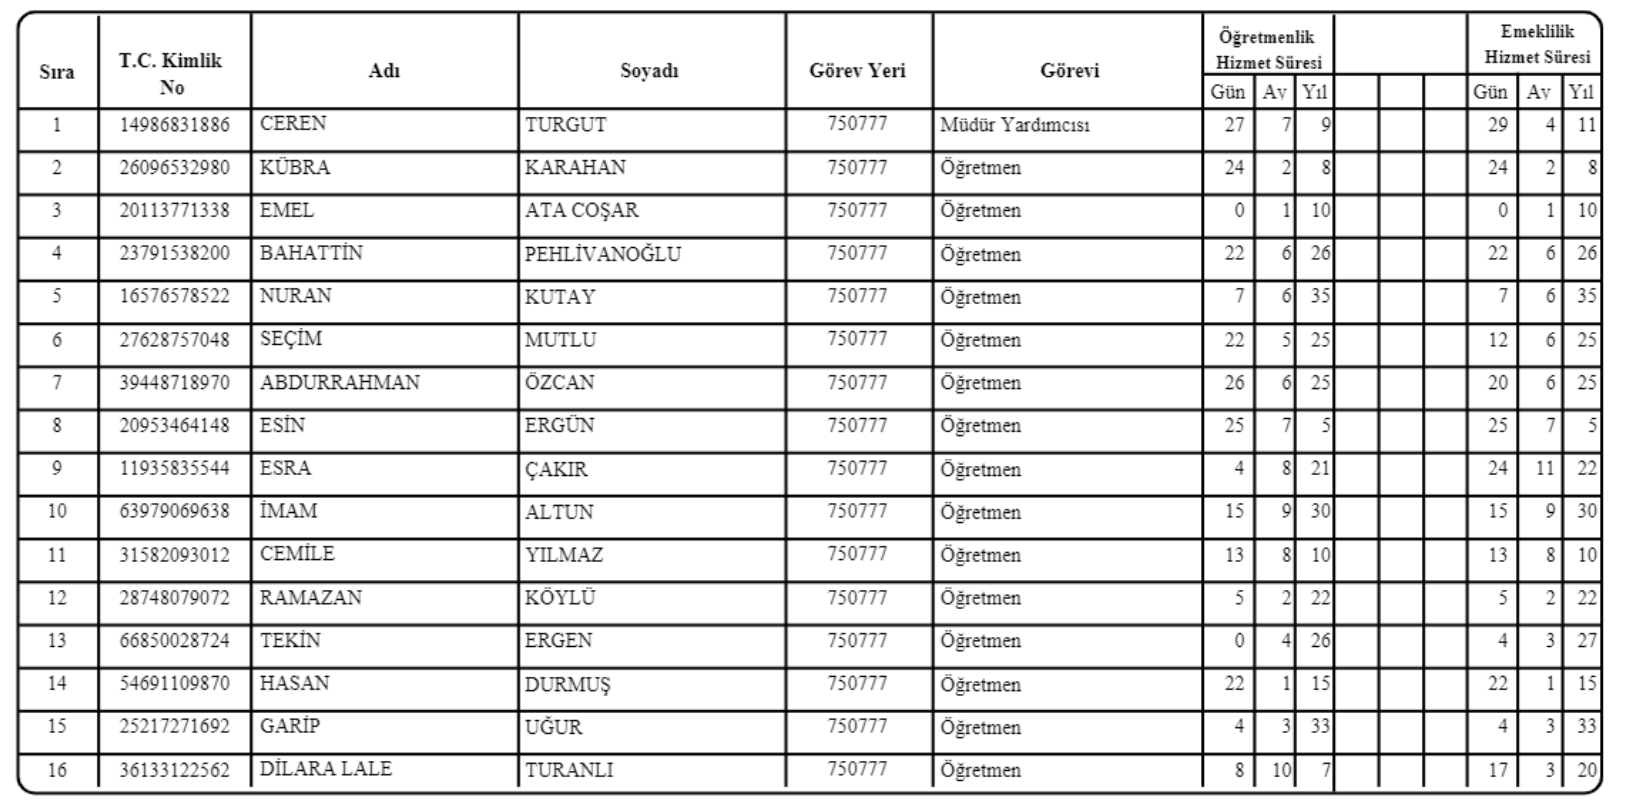 Sıra T.C. Kimlik No Adı Soyadı Görev Yeri Görevi Öğretmenlik Hizmet Süresi Emeklilik Hizmet Süresi
Gün Ay Yıl Gün Ay Yıl
1 14986831886 CEREN TURGUT 750777 Müdür Yardımcısı 27 7 9 29 4 11
2 26096532980 KÜBRA KARAHAN 750777 Öğretmen 24 2 8 24 2 8
3 20113771338 EMEL ATA COŞAR 750777 Öğretmen 0 1 10 0 1 10
4 23791538200 BAHATTİN PEHLİVANOĞLU 750777 Öğretmen 22 6 26 22 6 26
5 16576578522 NURAN KUTAY 750777 Öğretmen 7 6 35 7 6 35
6 27628757048 SEÇİM MUTLU 750777 Öğretmen 22 5 25 12 6 25
7 39448718970 ABDURRAHMAN ÖZCAN 750777 Öğretmen 26 6 25 20 6 25
8 20953464148 ESİN ERGÜN 750777 Öğretmen 25 7 5 25 7 5
9 11935835544 ESRA ÇAKIR 750777 Öğretmen 4 8 21 24 11 22
10 63979069638 İMAM ALTUN 750777 Öğretmen 15 9 30 15 9 30
11 31582093012 CEMİLE YILMAZ 750777 Öğretmen 13 8 10 13 8 10
12 28748079072 RAMAZAN KÖYLÜ 750777 Öğretmen 5 2 22 5 2 22
13 66850028724 TEKİN ERGEN 750777 Öğretmen 0 4 26 4 3 27
14 54691109870 HASAN DURMUŞ 750777 Öğretmen 22 1 15 22 1 15
15 25217271692 GARİP UĞUR 750777 Öğretmen 4 3 33 4 3 33
16 36133122562 DİLARA LALE TURANLI 750777 Öğretmen 8 10 7 17 3 20